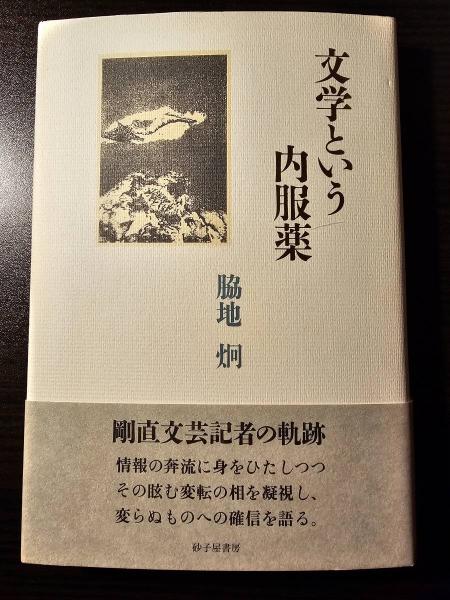 文学という
内服薬
脇地 炯
剛直文芸記者の軌跡
情報の奔流に身をひたしつつ
その眩む変転の相を凝視し、
変らぬものへの確信を語る。
砂子屋書房